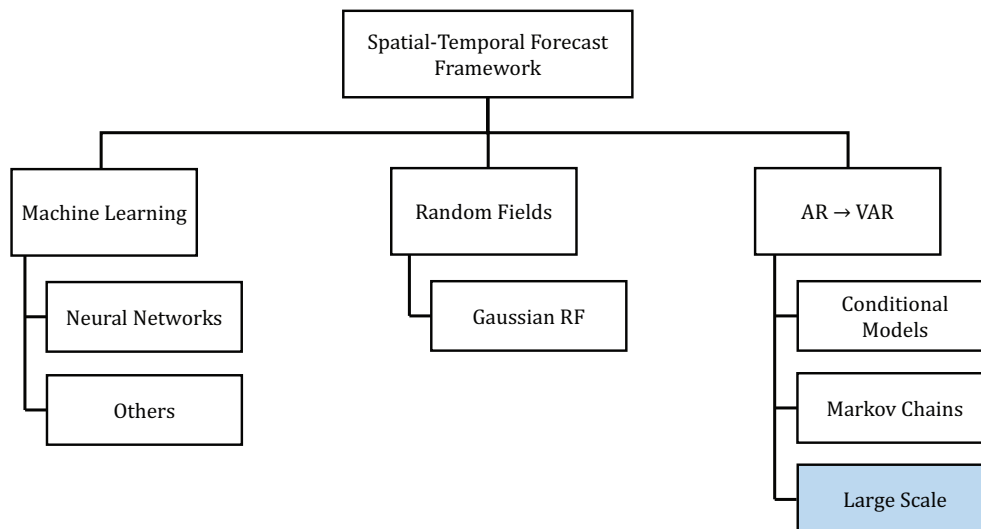 Spatial-Temporal Forecast
Framework
Machine Learning
Random Fields
AR → VAR
Neural Networks
Gaussian RF
Conditional
Models
Others
Markov Chains
Large Scale